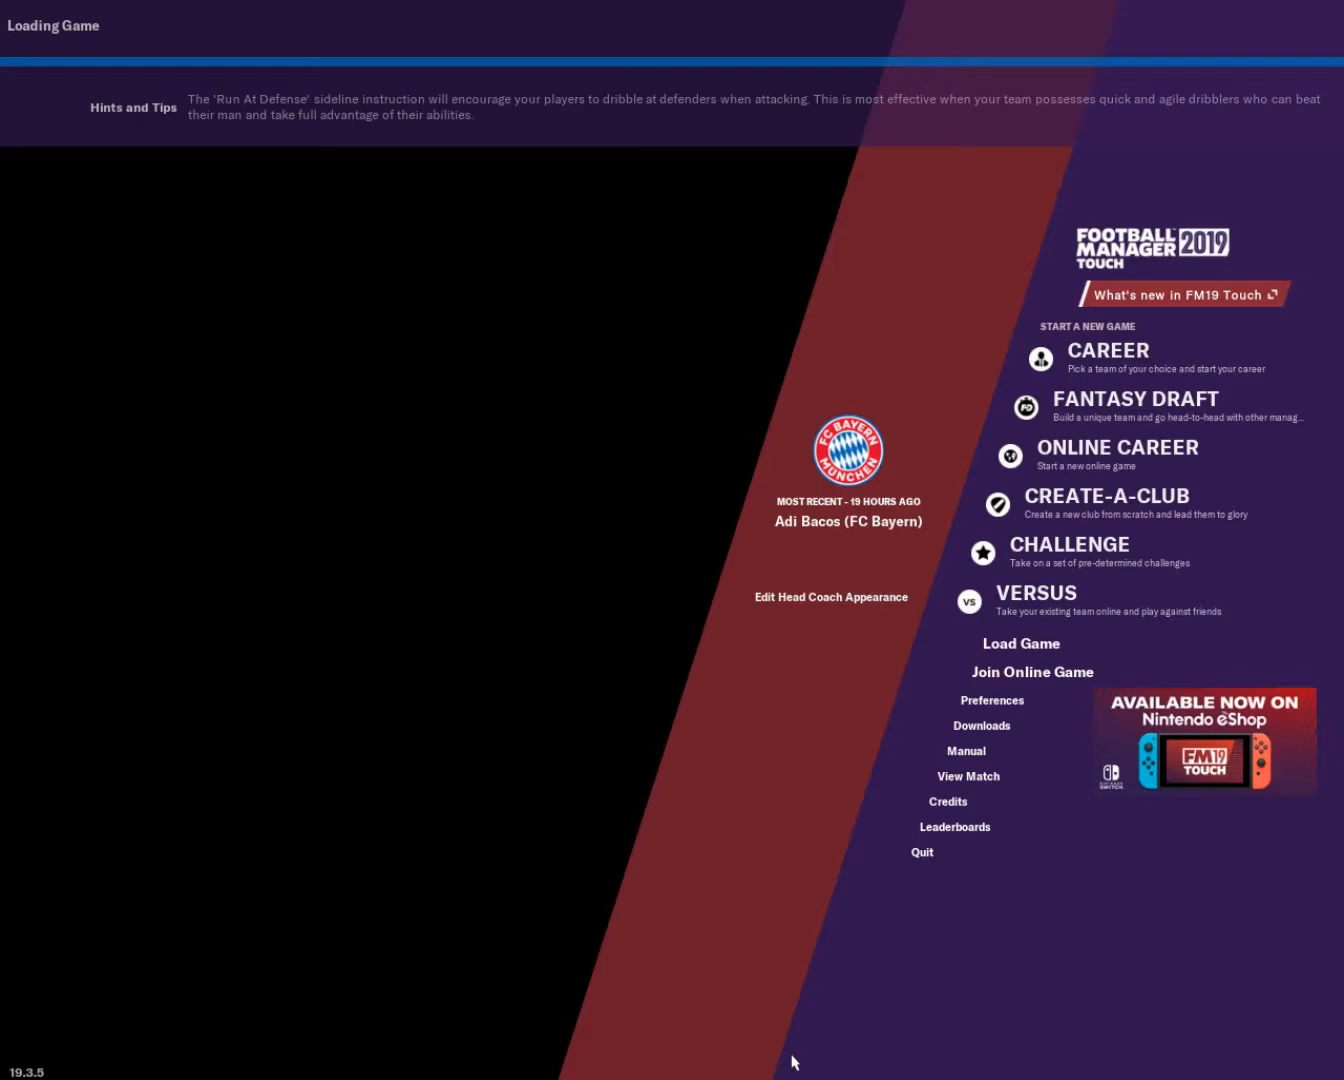 Loading Game
Hints and Tips
The 'Run At Defense' sideline instruction will encourage your players to dribble at defenders when attacking. This is most effective when your team possesses quick and agile dribblers who can beat
their man and take full advantage of their abilities.
FOOTBALL
MANAGER 2019
TOUCH
What's new in FM19 Touch
START A NEW GAME
CAREER
Pick a team of your choice and start your career
FD
FANTASY DRAFT
Build a unique team and go head-to-head with other manag...
ONLINE CAREER
Start a new online game
FC BAYERN
MÜNCHEN
MOST RECENT - 19 HOURS AGO
Adi Bacos (FC Bayern)
CREATE-A-CLUB
Create a new club from scratch and lead them to glory
CHALLENGE
Take on a set of pre-determined challenges
Edit Head Coach Appearance
VS
VERSUS
Take your existing team online and play against friends
Load Game
Join Online Game
Preferences
Downloads
Manual
View Match
Credits
Leaderboards
Quit
AVAILABLE NOW ON
Nintendo eShop
FM19
TOUCH
NINTENDO
SWITCH
19.3.5